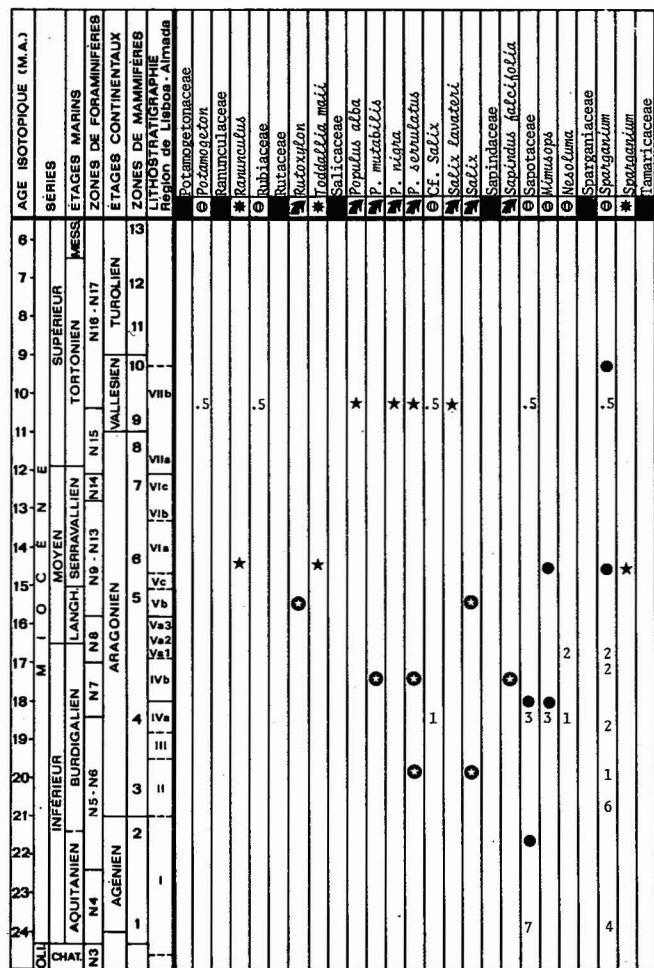 AGE ISOTOPIQUE (M.A.)
SÉRIES
ÉTAGES MARINS
ZONES DE FORAMINIFÈRES
ÉTAGES CONTINENTAUX
ZONES DE MAMMIFÈRES
LITHOSTRATIGRAPHIE
Région de Lisboa - Almada
Potamogetonaceae
Potamogeton
Ranunculaceae
Ranunculus
Rubiaceae
Rutaceae
Rutoxylon
Toddallia maii
Salicaceae
Populus alba
P. mutabilis
P. nigra
P. serrulatus
Cf. Salix
Salix lavateri
Salix
Sapindaceae
Sapindus falcifolia
Sapotaceae
Mimusops
Nesoluma
Sparganiaceae
Sparganium
Sparganium
Tamaricaceae
6
7
8
9
10
11
12
13
14
15
16
17
18
19
20
21
22
23
24
MIOCÈNE
OLI.
SUPÉRIEUR
MOYEN
INFÉRIEUR
MESS.
TORTONIEN
SERRAVALLIEN
LANGH.
BURDIGALIEN
AQUITANIEN
CHAT.
N16 - N17
N15
N14
N9 - N13
N8
N7
N5 - N6
N4
N3
TUROLIEN
VALLESIEN
ARAGONIEN
AGÉNIEN
13
12
11
10
9
8
7
6
5
4
3
2
1
VIIb
VIIa
VIc
VIb
VIa
Vc
Vb
Va3
Va2
Va1
IVb
IVa
III
II
I
.5 .5 .5 .5 .5
2 2
2
1 3 3 1
2
1
6
7 4